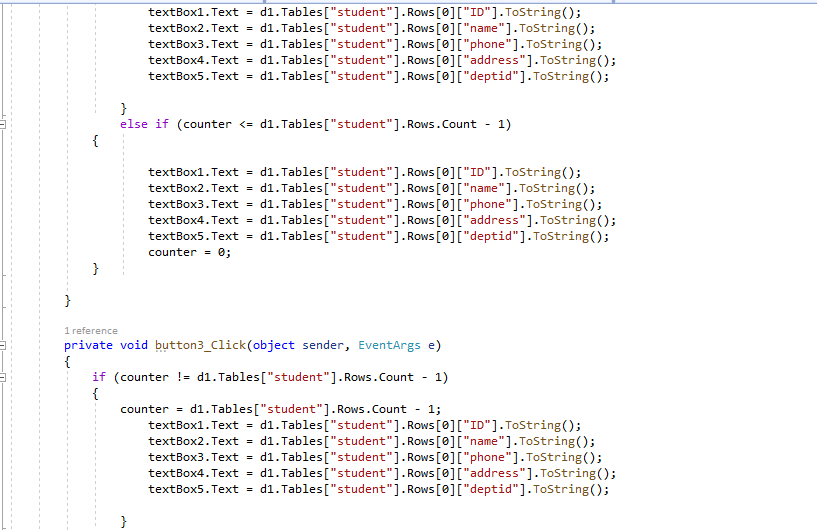 textBox1.Text = d1.Tables["student"].Rows[0]["ID"].ToString();
textBox2.Text = d1.Tables["student"].Rows[0]["name"].ToString();
textBox3.Text = d1.Tables["student"].Rows[0]["phone"].ToString();
textBox4.Text = d1.Tables["student"].Rows[0]["address"].ToString();
textBox5.Text = d1.Tables["student"].Rows[0]["deptid"].ToString();
}
else if (counter <= d1.Tables["student"].Rows.Count - 1)
{
textBox1.Text = d1.Tables["student"].Rows[0]["ID"].ToString();
textBox2.Text = d1.Tables["student"].Rows[0]["name"].ToString();
textBox3.Text = d1.Tables["student"].Rows[0]["phone"].ToString();
textBox4.Text = d1.Tables["student"].Rows[0]["address"].ToString();
textBox5.Text = d1.Tables["student"].Rows[0]["deptid"].ToString();
counter = 0;
}
}
1 reference
private void button3_Click(object sender, EventArgs e)
{
if (counter != d1.Tables["student"].Rows.Count - 1)
{
counter = d1.Tables["student"].Rows.Count - 1;
textBox1.Text = d1.Tables["student"].Rows[0]["ID"].ToString();
textBox2.Text = d1.Tables["student"].Rows[0]["name"].ToString();
textBox3.Text = d1.Tables["student"].Rows[0]["phone"].ToString();
textBox4.Text = d1.Tables["student"].Rows[0]["address"].ToString();
textBox5.Text = d1.Tables["student"].Rows[0]["deptid"].ToString();
}